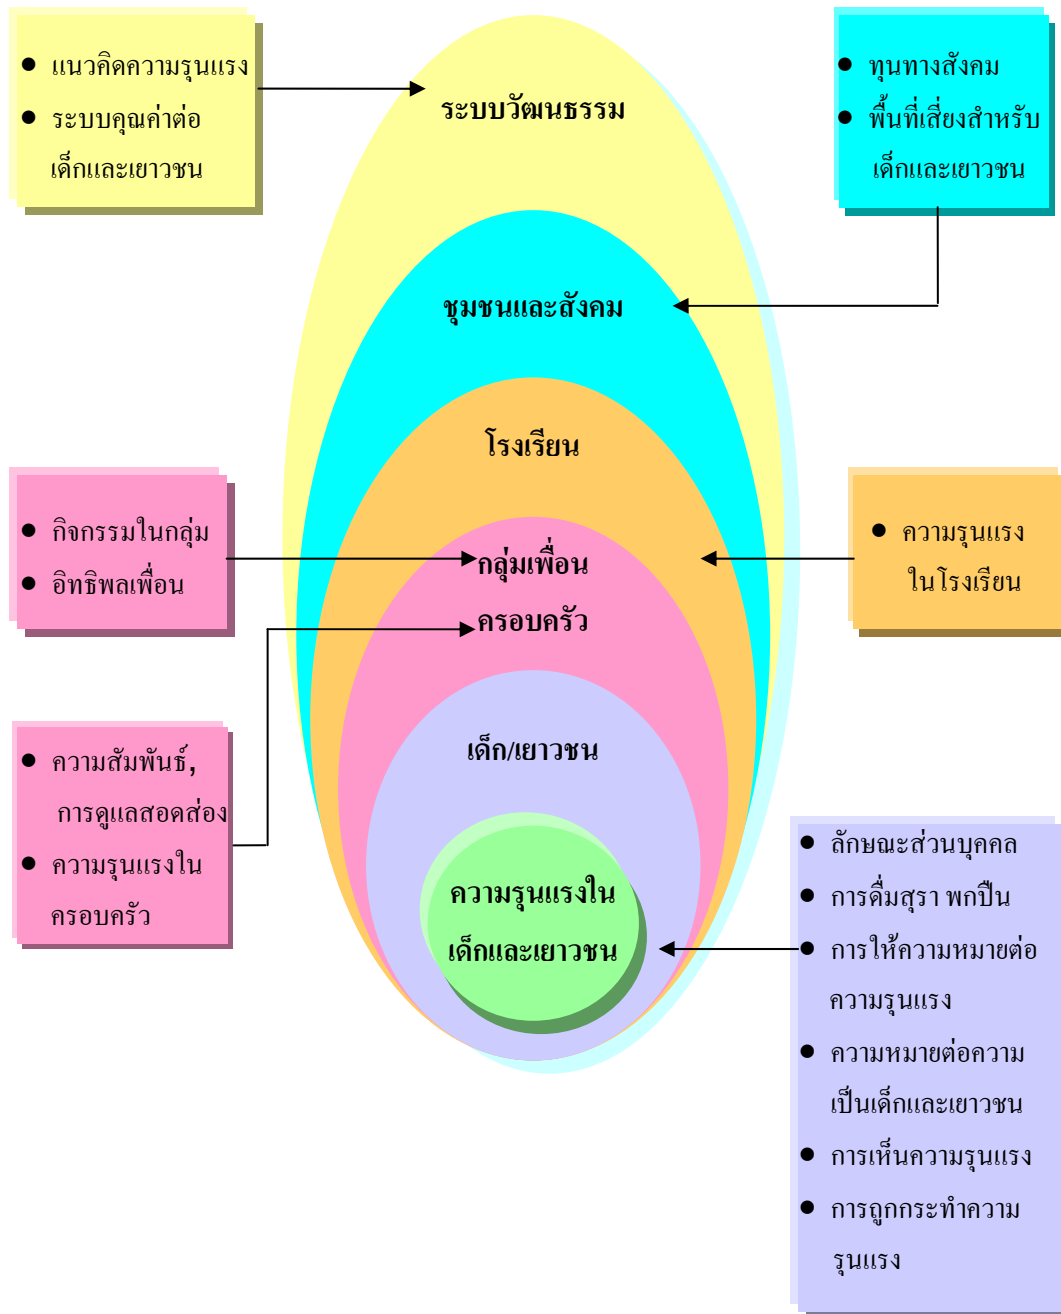 ● แนวคิดความรุนแรง
● ระบบคุณค่าต่อ
เด็กและเยาวชน
ระบบวัฒนธรรม
● ทุนทางสังคม
● พื้นที่เสี่ยงสำหรับ
เด็กและเยาวชน
ชุมชนและสังคม
โรงเรียน
● กิจกรรมในกลุ่ม
● อิทธิพลเพื่อน
กลุ่มเพื่อน
ครอบครัว
● ความรุนแรง
ในโรงเรียน
● ความสัมพันธ์,
การดูแลสอดส่อง
● ความรุนแรงใน
ครอบครัว
เด็ก/เยาวชน
ความรุนแรงใน
เด็กและเยาวชน
● ลักษณะส่วนบุคคล
● การดื่มสุรา พกปืน
● การให้ความหมายต่อ
ความรุนแรง
● ความหมายต่อความ
เป็นเด็กและเยาวชน
● การเห็นความรุนแรง
● การถูกกระทำความ
รุนแรง